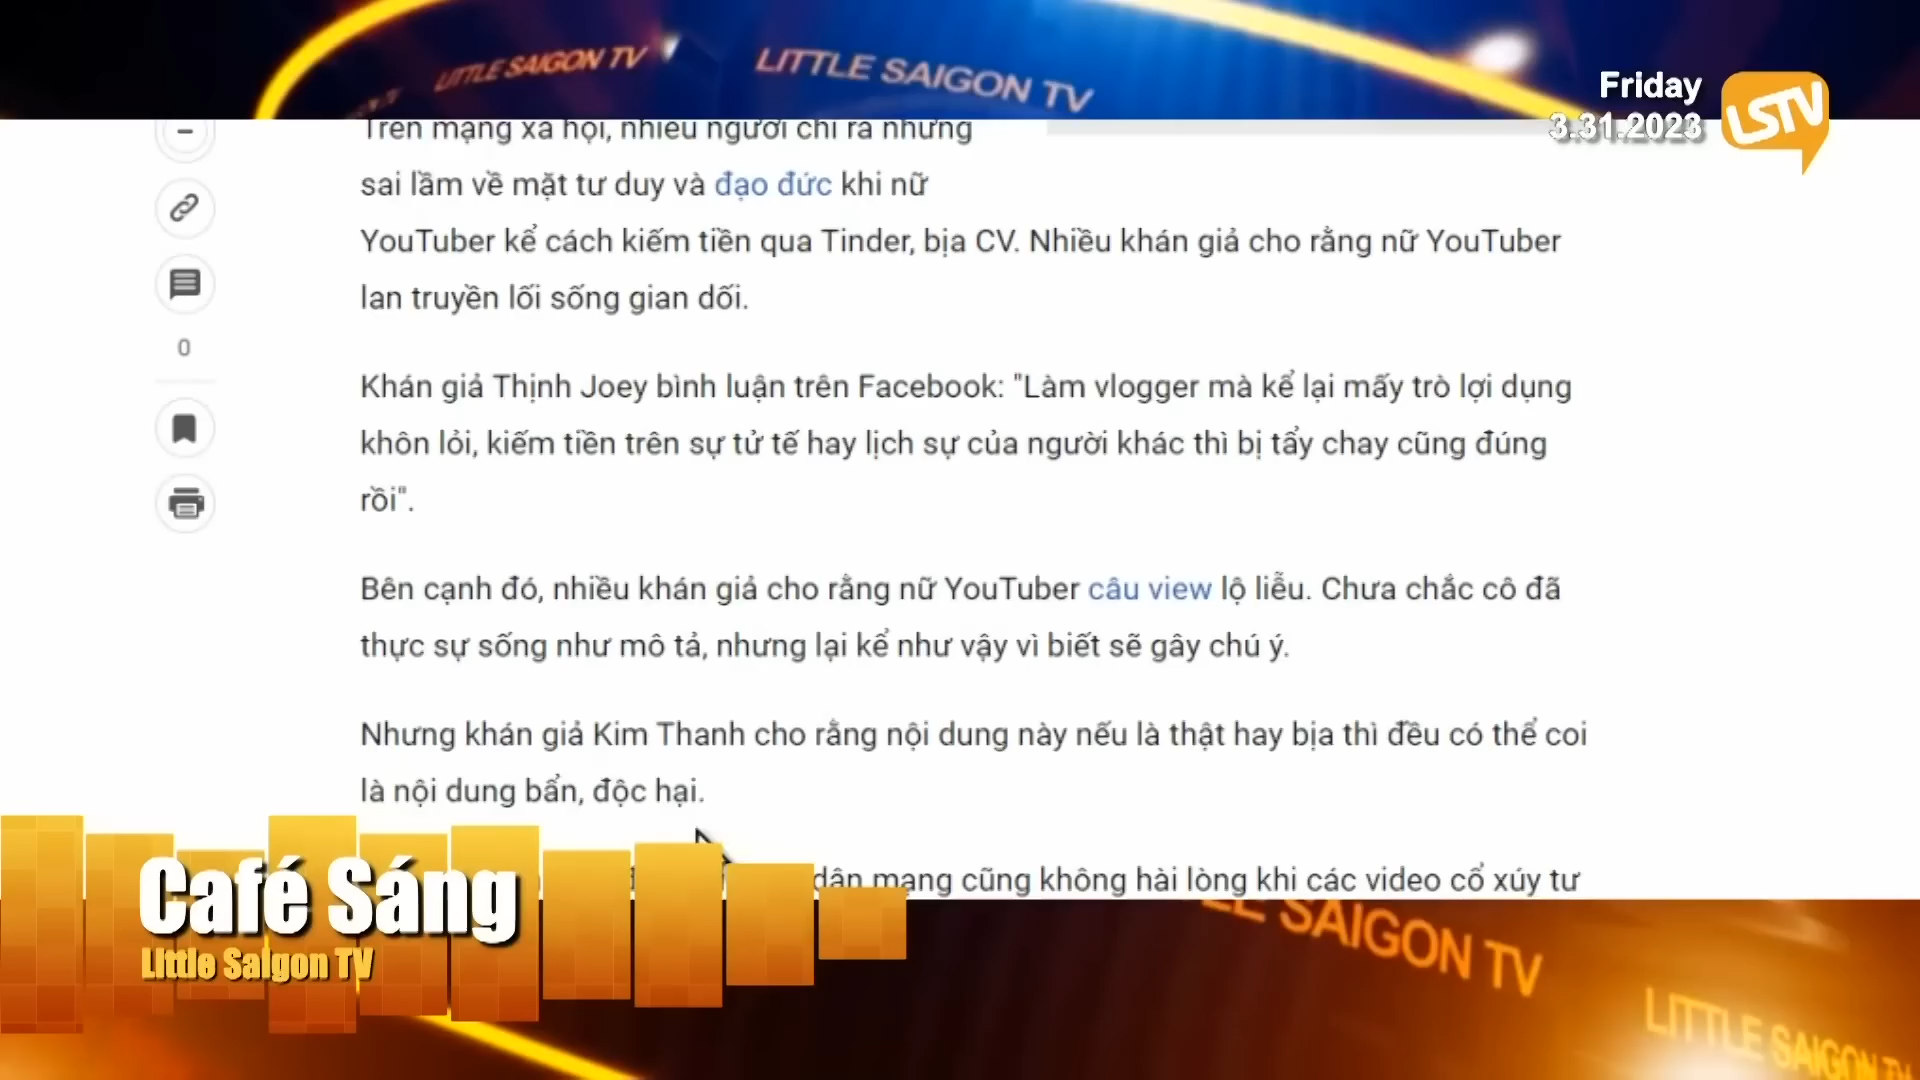 LITTLE SAIGON TV
LITTLE SAIGON TV
Friday
3.31.2023
LSTV
Trên mạng xã hội, nhiều người chỉ ra những
sai lầm về mặt tư duy và đạo đức khi nữ
YouTuber kể cách kiếm tiền qua Tinder, bịa CV. Nhiều khán giả cho rằng nữ YouTuber
lan truyền lối sống gian dối.
0
Khán giả Thịnh Joey bình luận trên Facebook: "Làm vlogger mà kể lại mấy trò lợi dụng
khôn lỏi, kiếm tiền trên sự tử tế hay lịch sự của người khác thì bị tẩy chay cũng đúng
rồi".
Bên cạnh đó, nhiều khán giả cho rằng nữ YouTuber câu view lộ liễu. Chưa chắc cô đã
thực sự sống như mô tả, nhưng lại kể như vậy vì biết sẽ gây chú ý.
Nhưng khán giả Kim Thanh cho rằng nội dung này nếu là thật hay bịa thì đều có thể coi
là nội dung bẩn, độc hại.
dân mạng cũng không hài lòng khi các video cổ xúy tư
Café Sáng
Little Saigon TV
SAIGON TV
LITTLE SAIGON TV